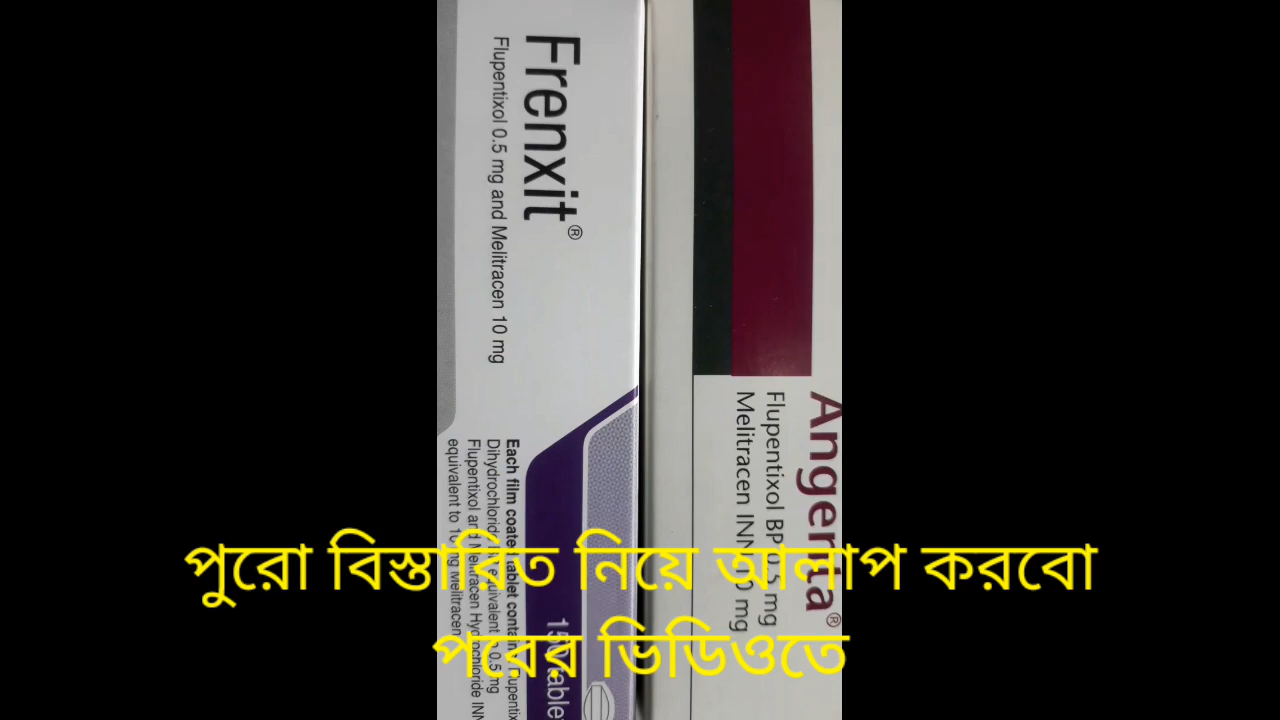 Frenxit®
Flupentixol 0.5 mg and Melitracen 10 mg
Each film coated tablet contains Flupentixol
Dihydrochloride equivalent 0.5 mg
Flupentixol and Melitracen Hydrochloride INN
equivalent to 10 mg Melitracen
150 table
Angenta®
Flupentixol BP 0.5 mg
Melitracen INN 10 mg
পুরো বিস্তারিত নিয়ে আলাপ করবো
পরের ভিডিওতে